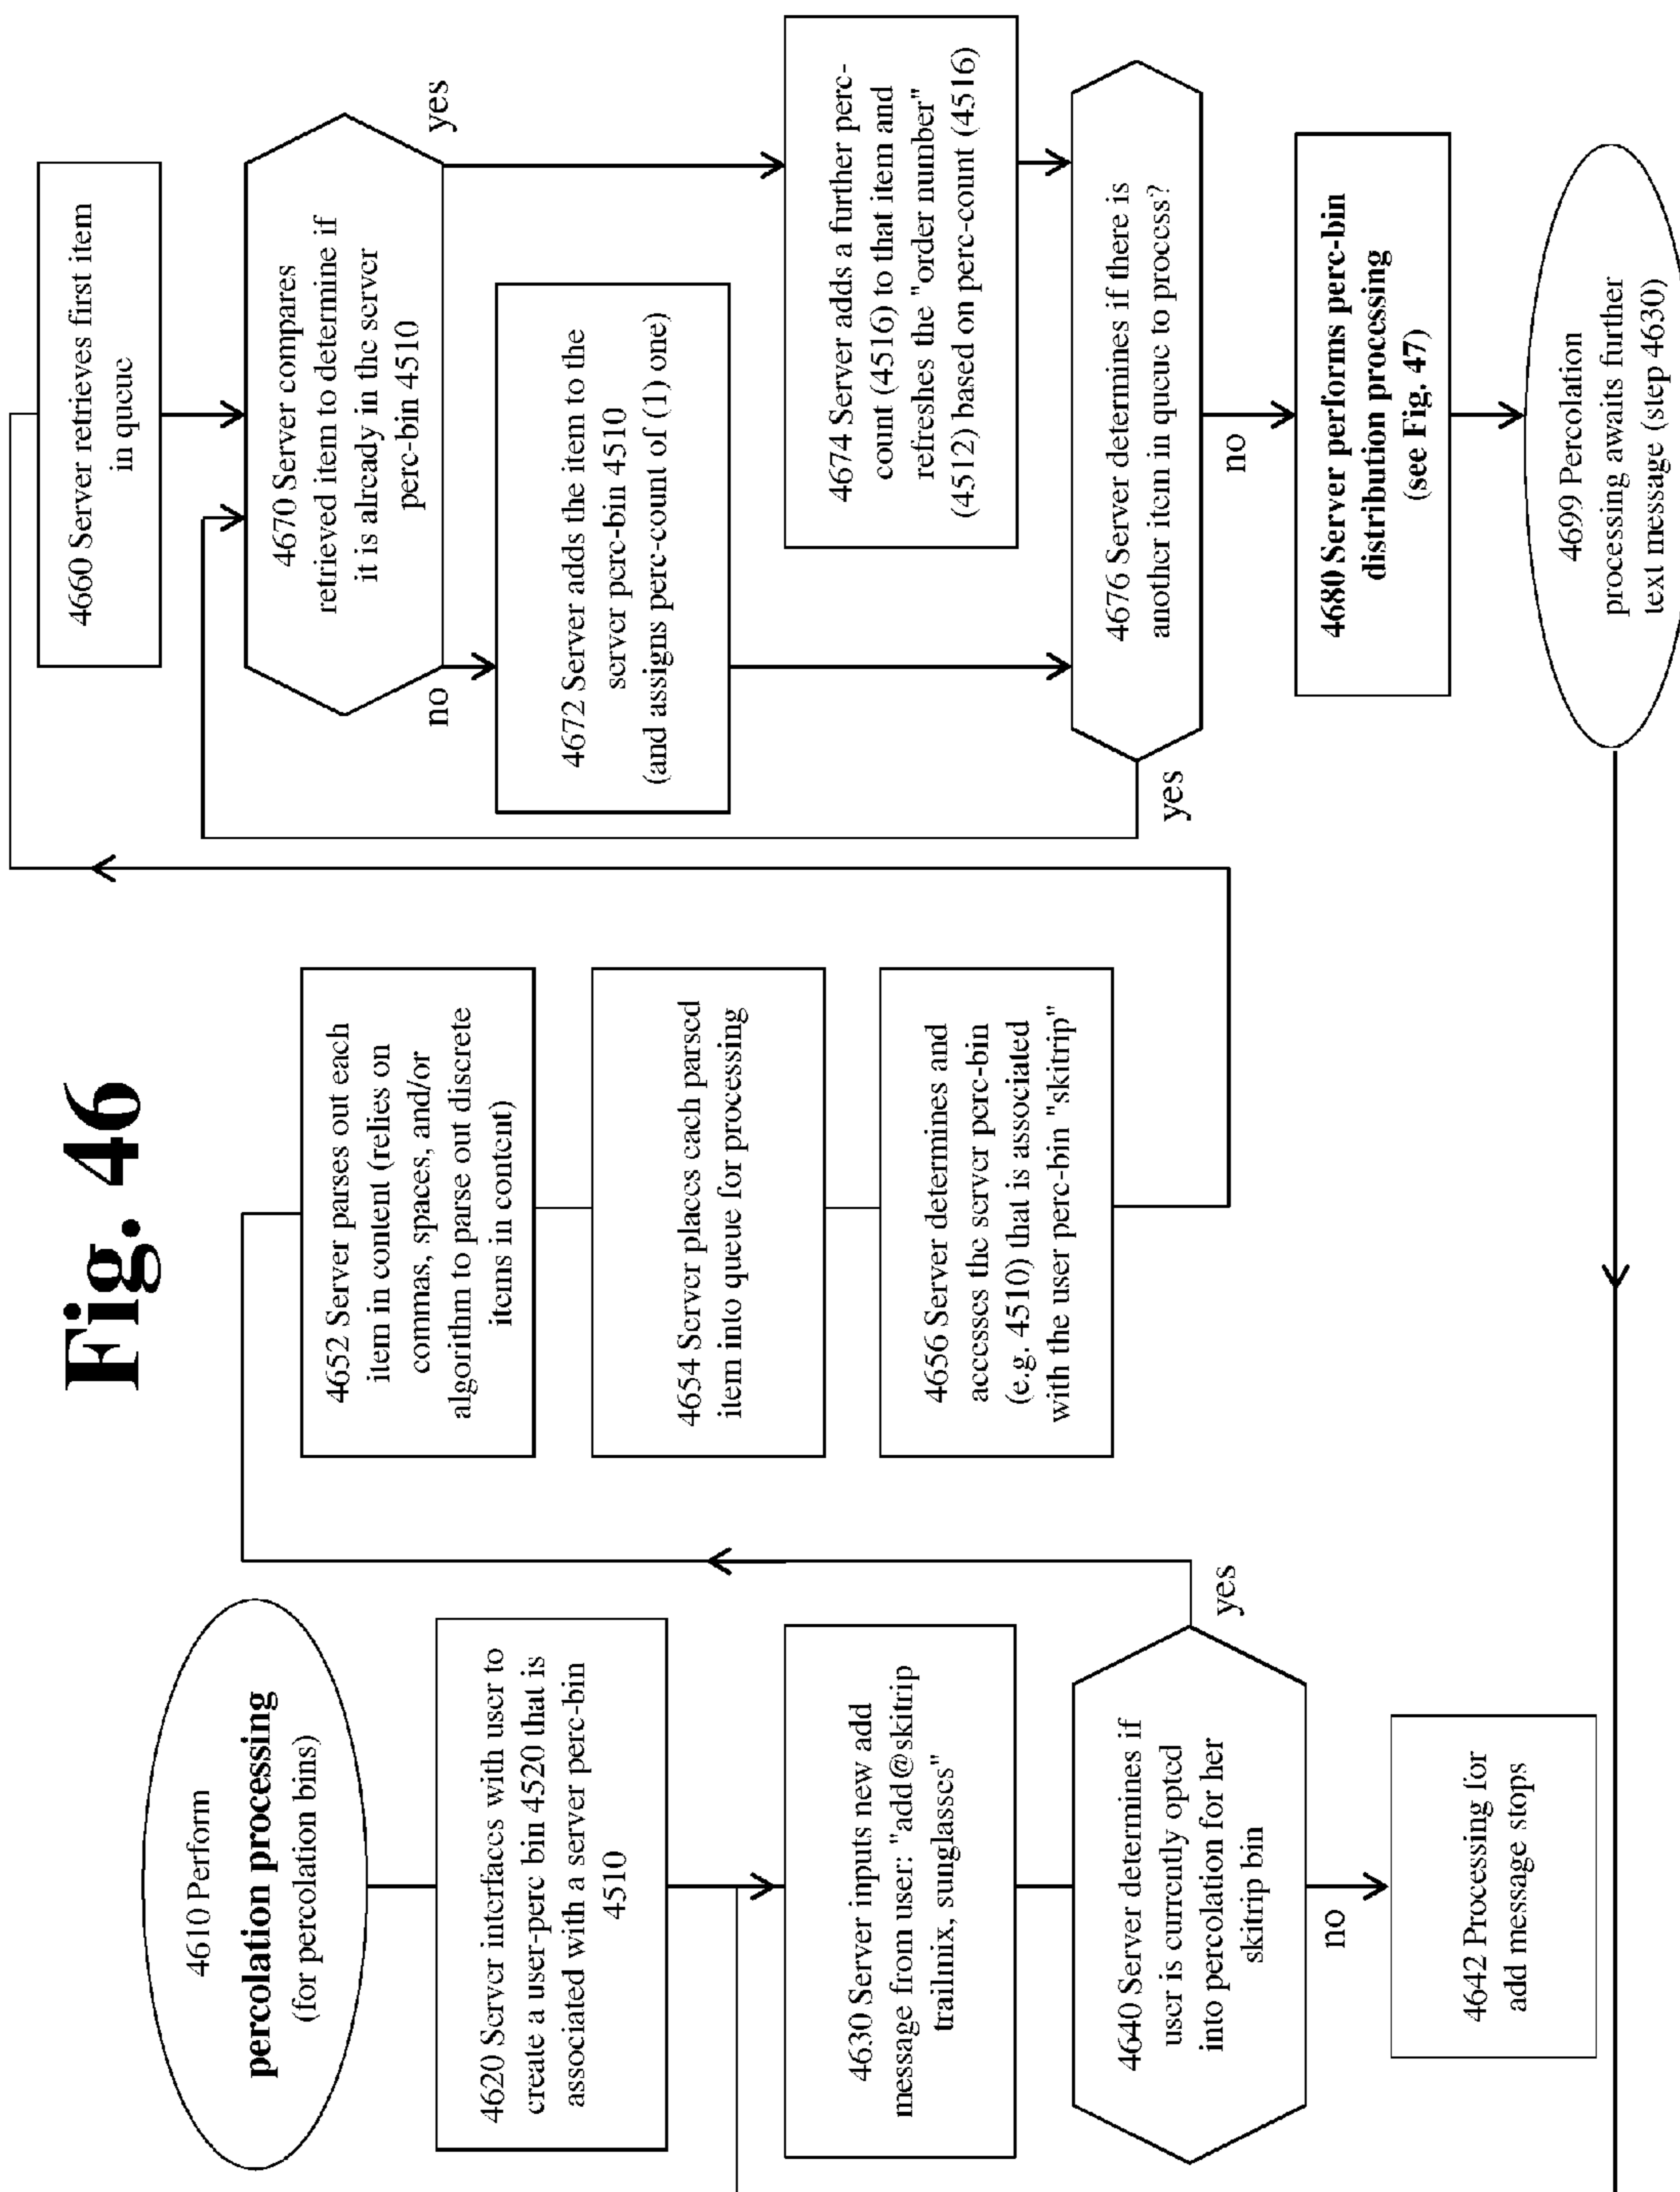 Fig. 46
4610 Perform
percolation processing
(for percolation bins)
4620 Server interfaces with user to
create a user-perc bin 4520 that is
associated with a server perc-bin
4510
4630 Server inputs new add
message from user: "add@skitrip
trailmix, sunglasses"
4640 Server determines if
user is currently opted
into percolation for her
skitrip bin
yes
no
4642 Processing for
add message stops
4652 Server parses out each
item in content (relies on
commas, spaces, and/or
algorithm to parse out discrete
items in content)
4654 Server places each parsed
item into queue for processing
4656 Server determines and
accesses the server perc-bin
(e.g. 4510) that is associated
with the user perc-bin "skitrip"
4660 Server retrieves first item
in queue
4670 Server compares
retrieved item to determine if
it is already in the server
perc-bin 4510
no
yes
4672 Server adds the item to the
server perc-bin 4510
(and assigns perc-count of (1) one)
4674 Server adds a further perc-
count (4516) to that item and
refreshes the "order number"
(4512) based on perc-count (4516)
4676 Server determines if there is
another item in queue to process?
yes
no
4680 Server performs perc-bin
distribution processing
(see Fig. 47)
4699 Percolation
processing awaits further
text message (step 4630)